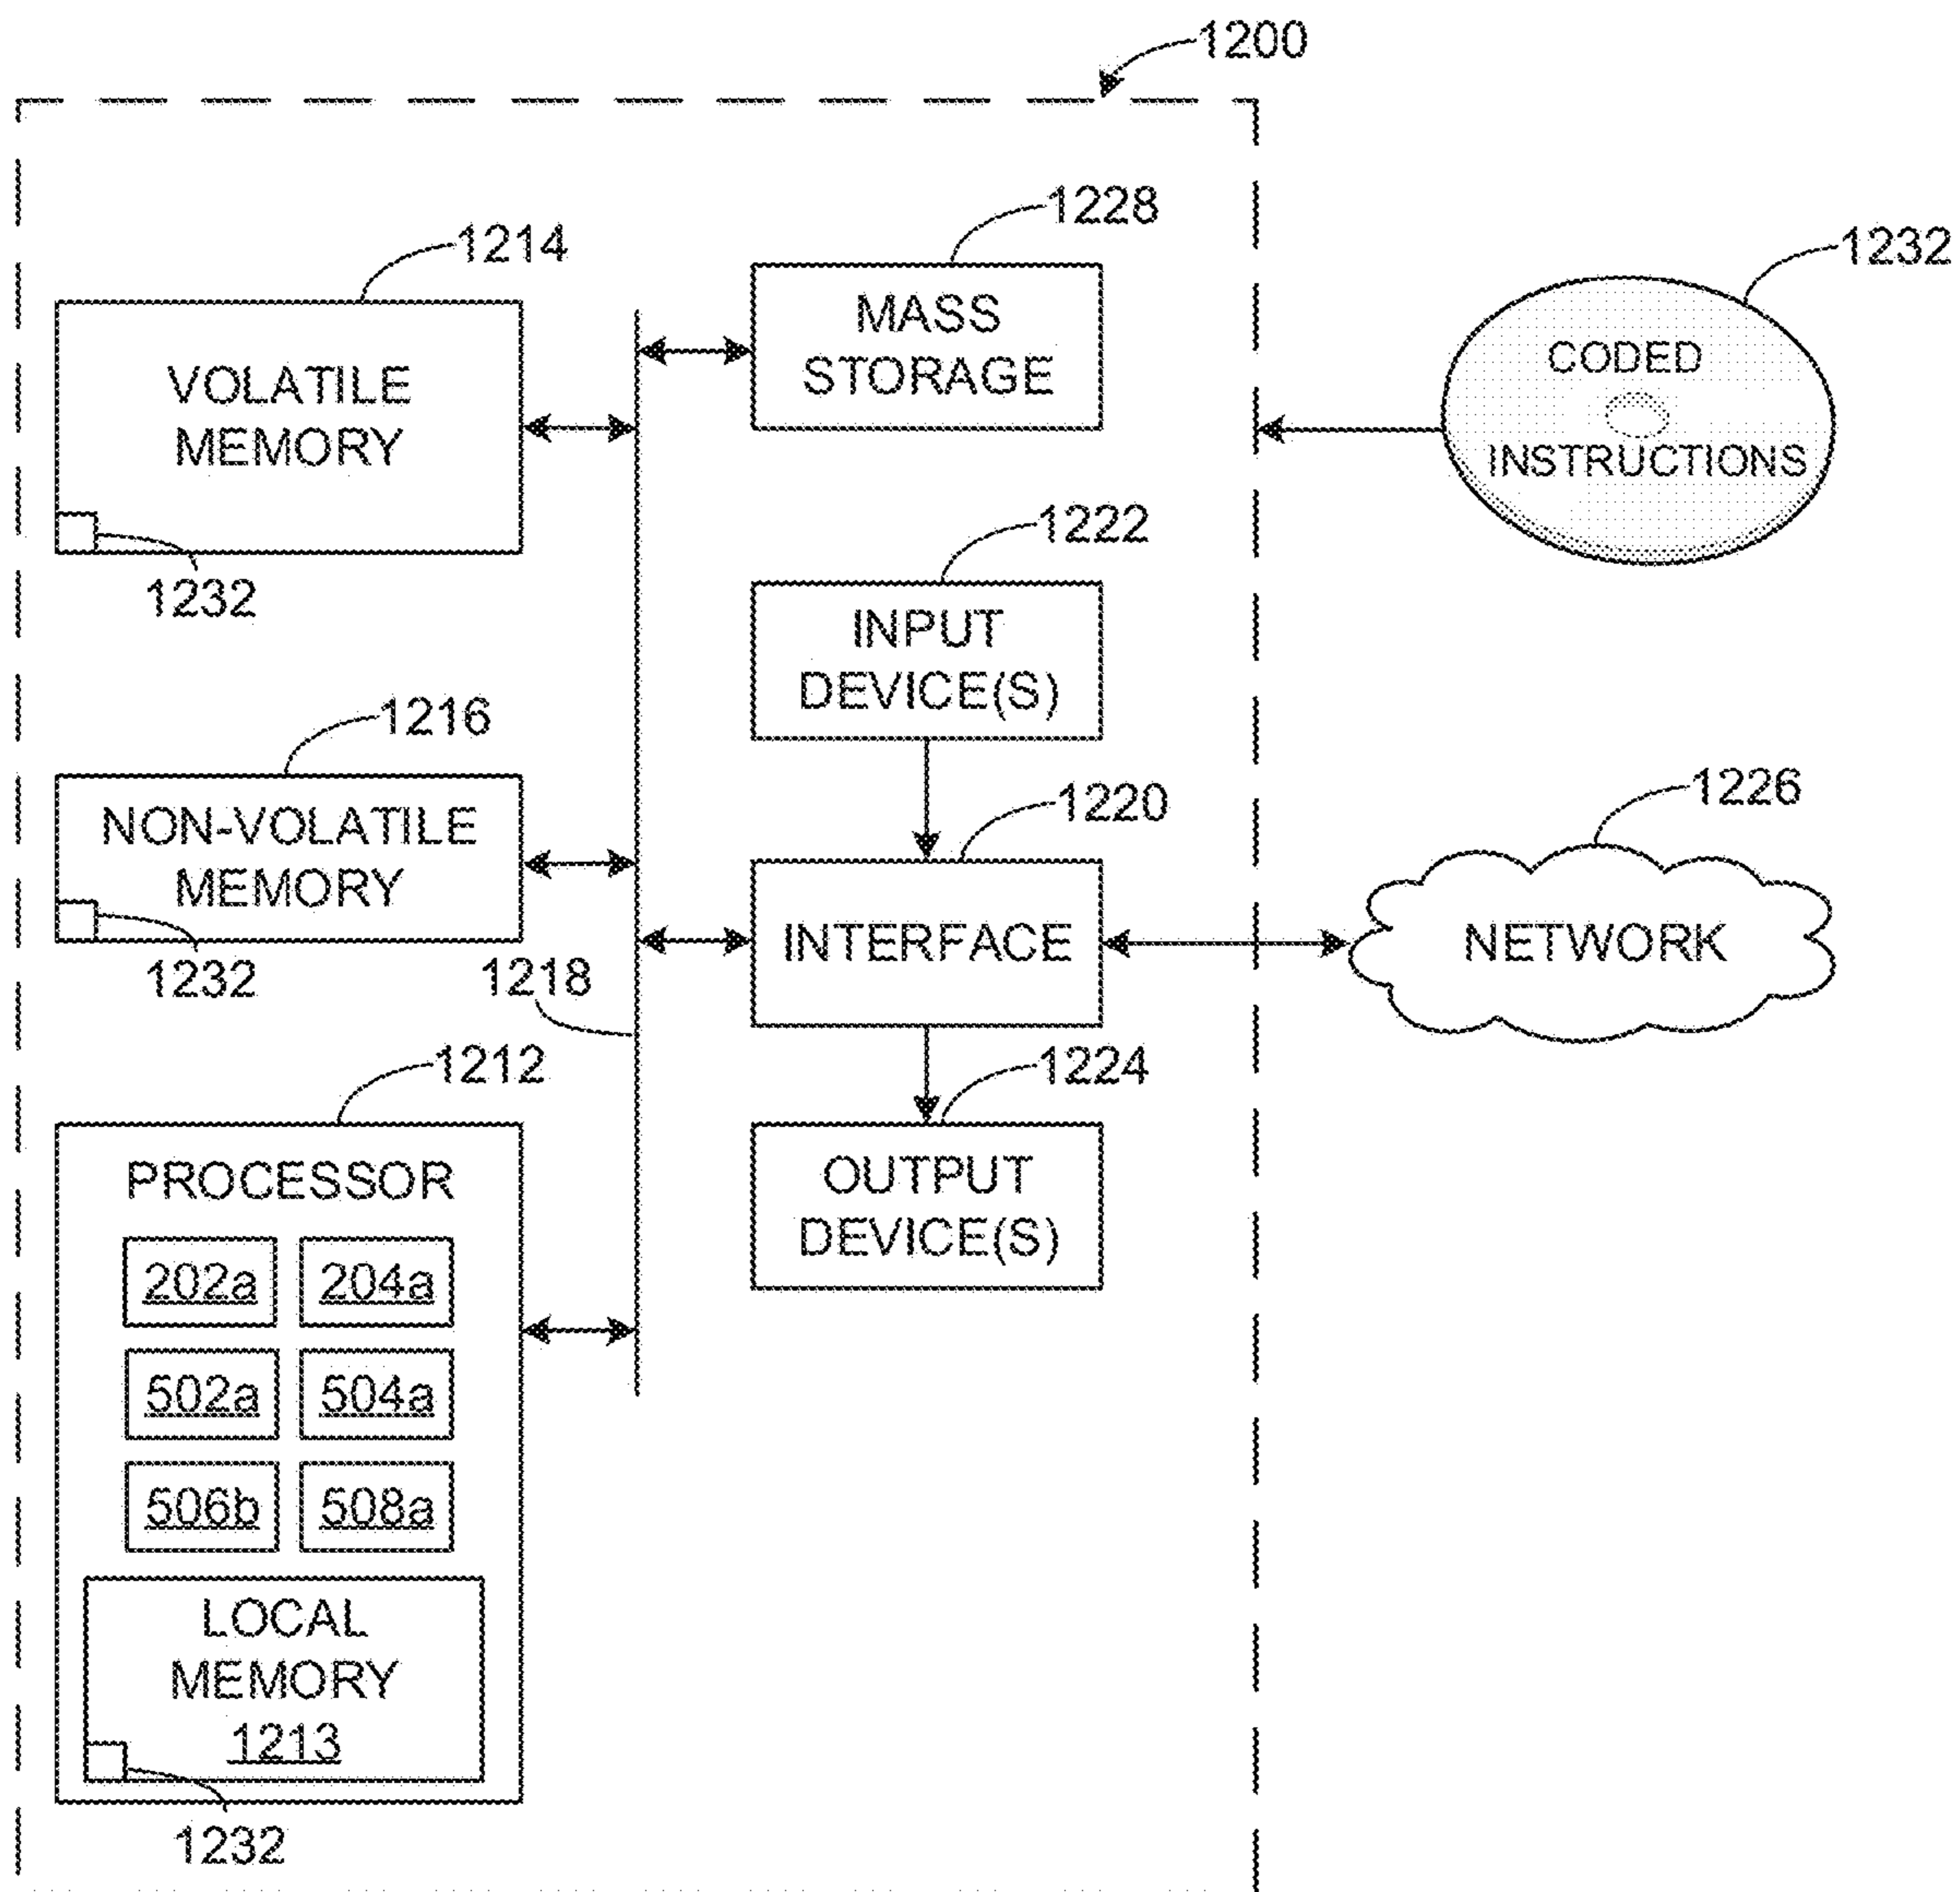 1200
1228
1214
1232
MASS
STORAGE
VOLATILE
MEMORY
CODED
INSTRUCTIONS
1222
1232
INPUT
DEVICE(S)
1216
1220
1226
NON-VOLATILE
MEMORY
INTERFACE
NETWORK
1232
1218
1212
1224
PROCESSOR
OUTPUT
DEVICE(S)
202a 204a
502a 504a
506b 508a
LOCAL
MEMORY
1213
1232